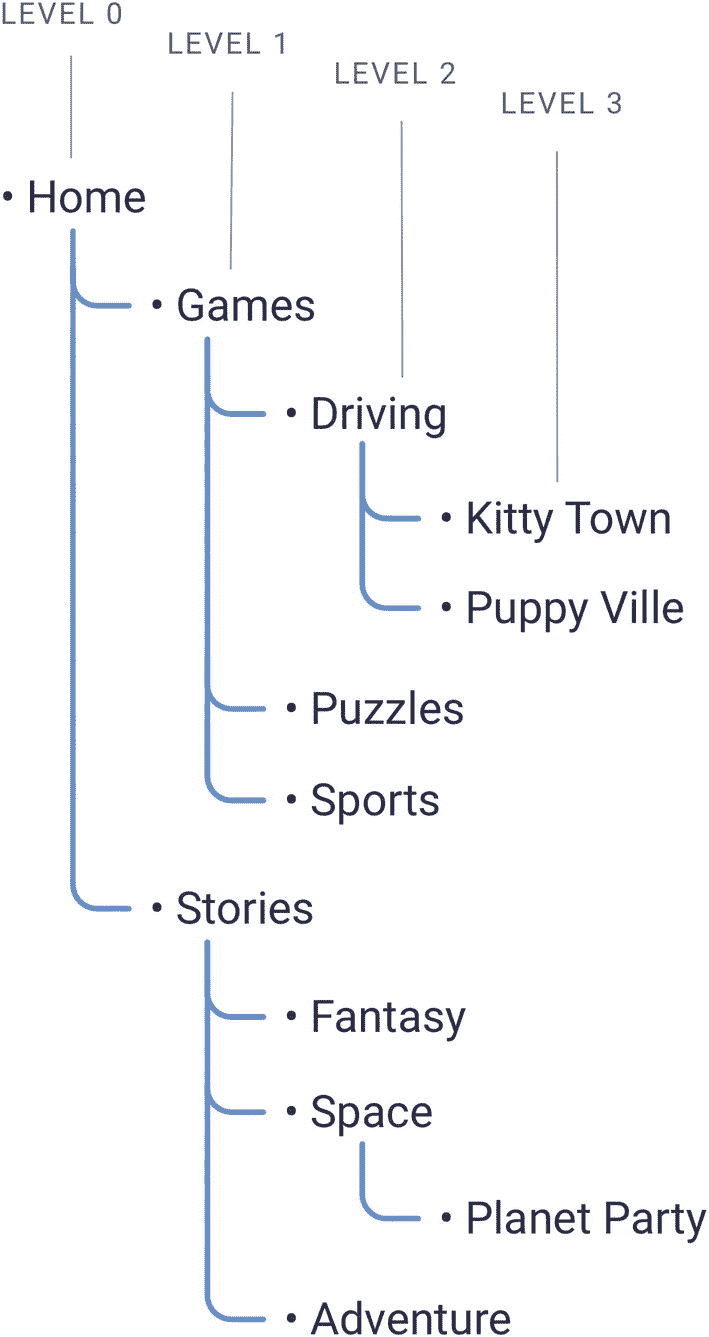 LEVEL 0
LEVEL 1
LEVEL 2
LEVEL 3
• Home
• Games
• Driving
• Kitty Town
• Puppy Ville
• Puzzles
• Sports
• Stories
• Fantasy
• Space
• Planet Party
• Adventure